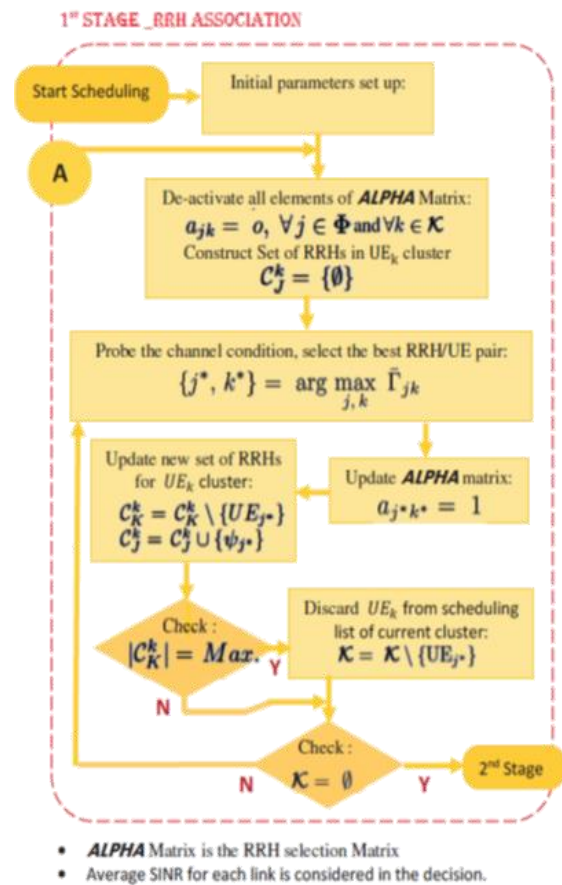 1st STAGE _RRH ASSOCIATION
Start Scheduling
Initial parameters set up:
A
De-activate all elements of ALPHA Matrix:
a_jk = o, ∀j ∈ Φ and ∀k ∈ 𝒦
Construct Set of RRHs in UE_k cluster
𝒞_J^k = {∅}
Probe the channel condition, select the best RRH/UE pair:
{j*, k*} = arg max_{j, k} Γ̄_jk
Update new set of RRHs
for UE_k cluster:
𝒞_K^k = 𝒞_K^k \ {UE_j*}
𝒞_J^k = 𝒞_J^k ∪ {ψ_j*}
Update ALPHA matrix:
a_j*k* = 1
Check :
|𝒞_K^k| = Max.
Y
N
Discard UE_k from scheduling
list of current cluster:
𝒦 = 𝒦 \ {UE_j*}
Check :
𝒦 = ∅
N
Y
2nd Stage
• ALPHA Matrix is the RRH selection Matrix
• Average SINR for each link is considered in the decision.